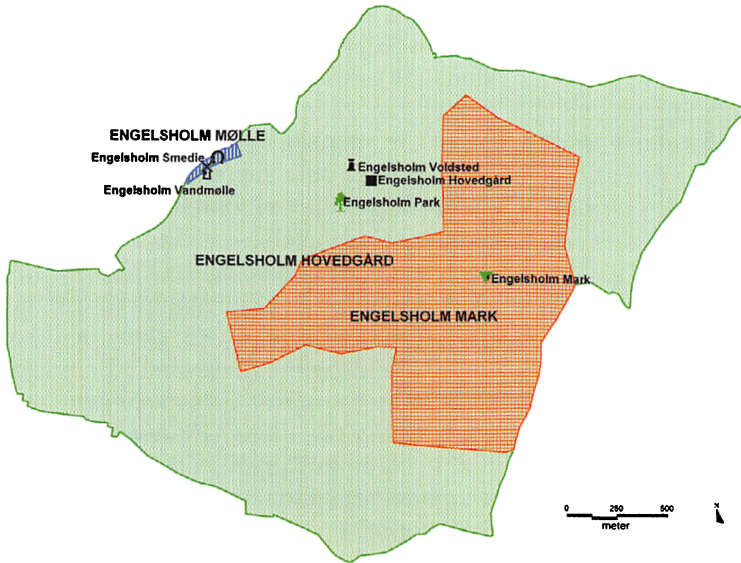 ENGELSHOLM MØLLE
Engelsholm Smedie
Engelsholm Vandmølle
Engelsholm Voldsted
Engelsholm Hovedgård
Engelsholm Park
ENGELSHOLM HOVEDGÅRD
Engelsholm Mark
ENGELSHOLM MARK
0 250 500
meter
N